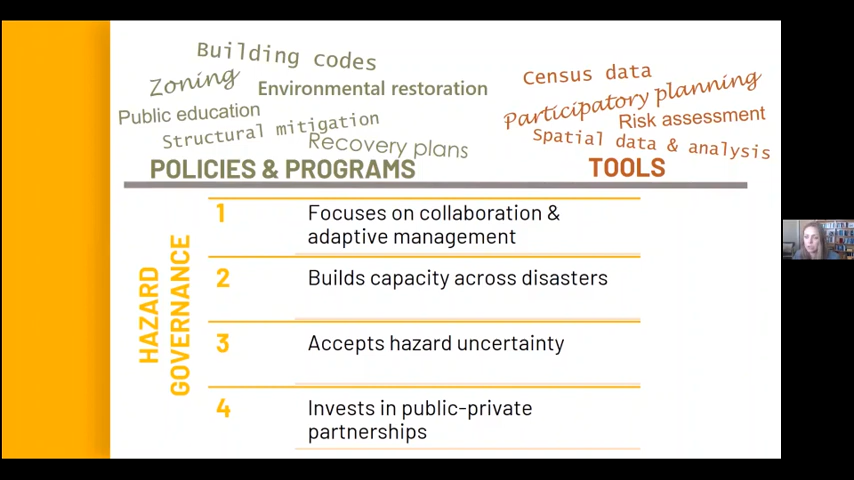 Building codes
Zoning
Environmental restoration
Public education
Structural mitigation
Recovery plans
POLICIES & PROGRAMS
Census data
Participatory planning
Risk assessment
Spatial data & analysis
TOOLS
HAZARD
GOVERNANCE
1
Focuses on collaboration &
adaptive management
2
Builds capacity across disasters
3
Accepts hazard uncertainty
4
Invests in public-private
partnerships